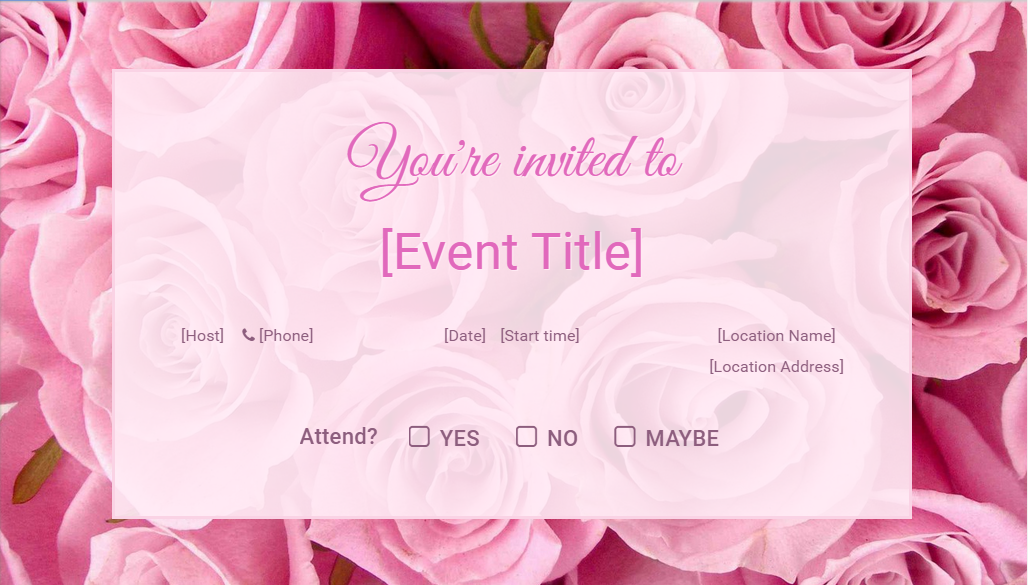 You're invited to
[Event Title]
[Host] [Phone] [Date] [Start time] [Location Name]
[Location Address]
Attend? YES NO MAYBE